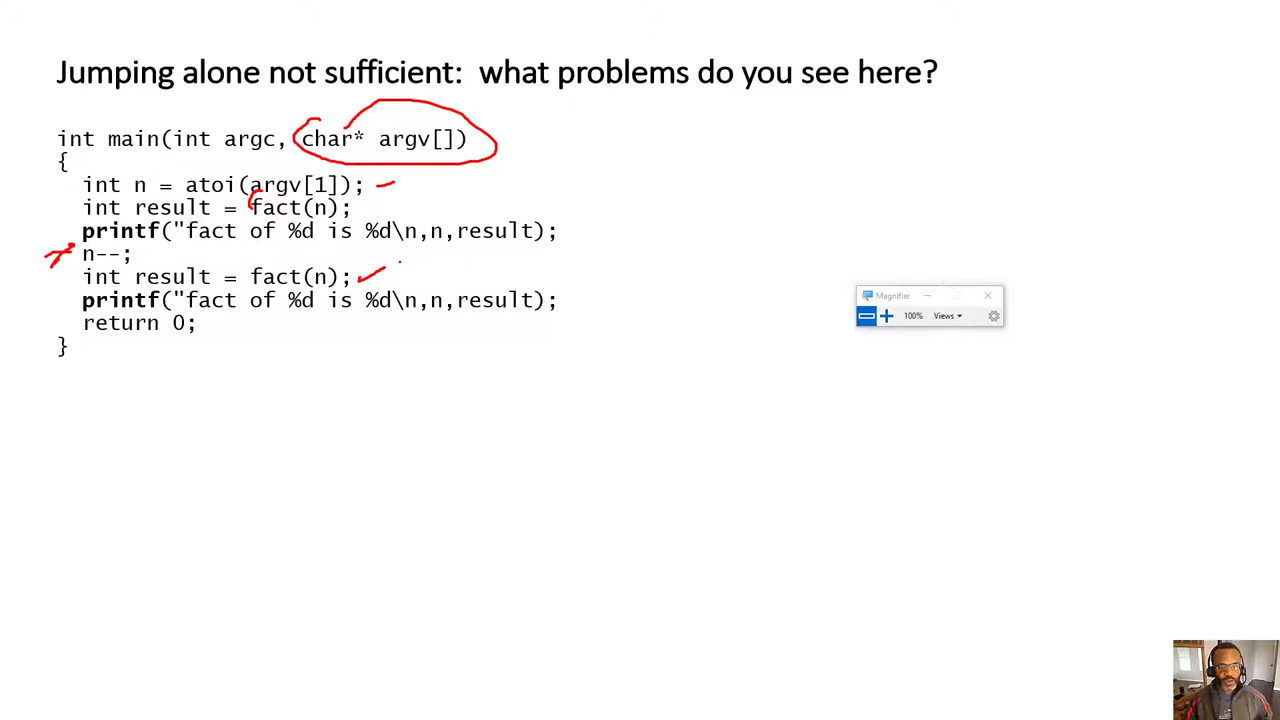 Jumping alone not sufficient: what problems do you see here?
int main(int argc, char* argv[])
{
int n = atoi(argv[1]);
int result = fact(n);
printf("fact of %d is %d\n,n,result);
n--;
int result = fact(n);
printf("fact of %d is %d\n,n,result);
return 0;
}
Magnifier
100% Views